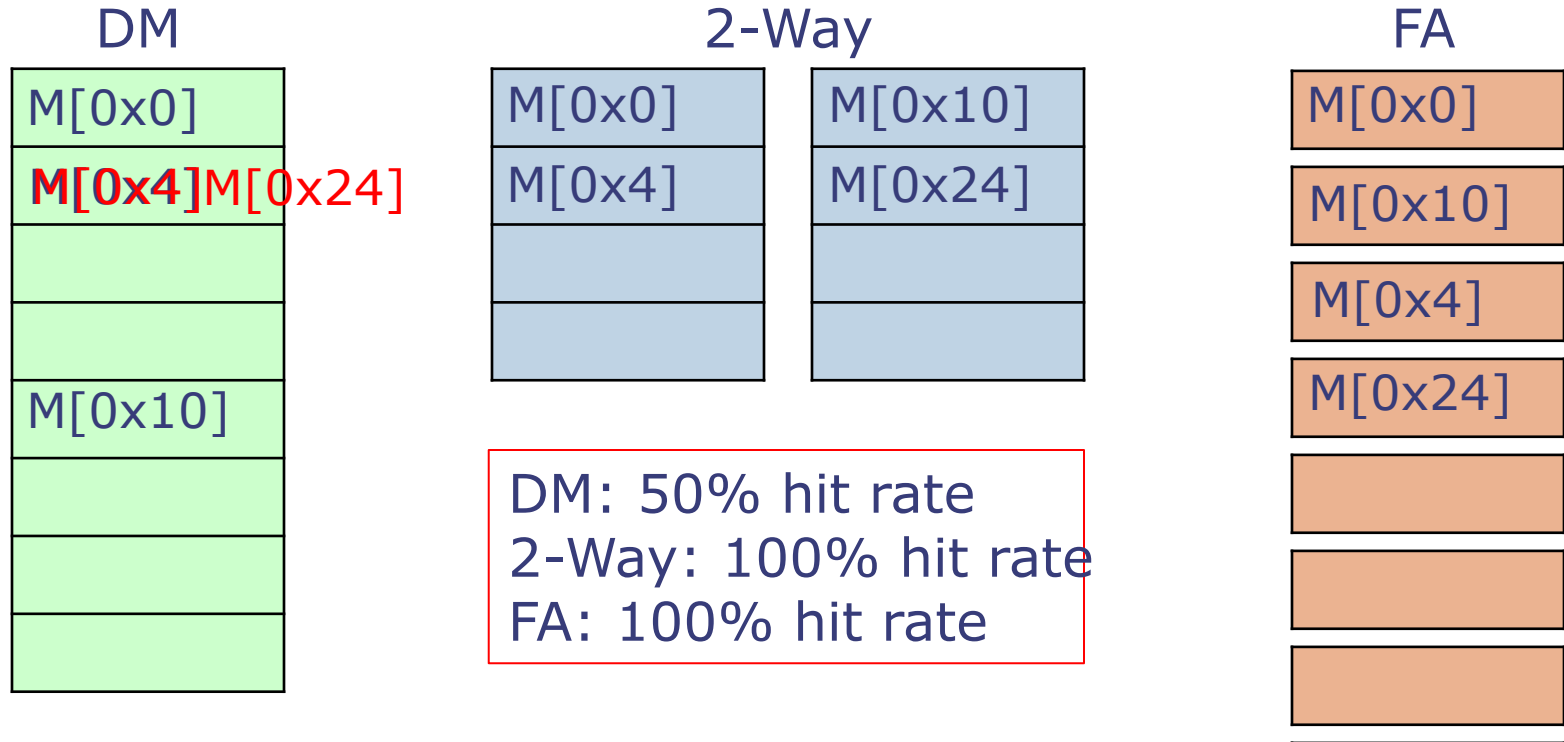 DM
M[0x0]
M[0x4] M[0x4] M[0x24]
M[0x10]
2-Way
M[0x0] M[0x10]
M[0x4] M[0x24]
DM: 50% hit rate
2-Way: 100% hit rate
FA: 100% hit rate
FA
M[0x0]
M[0x10]
M[0x4]
M[0x24]